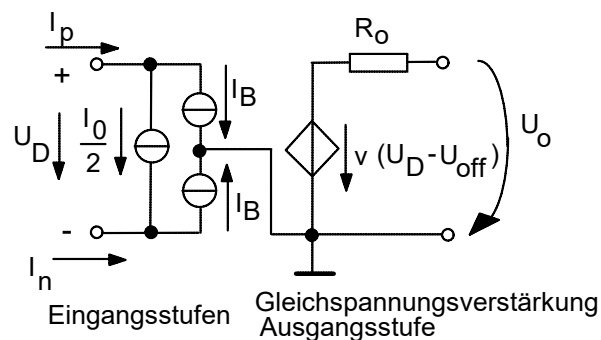 I_p
+
U_D
I_0/2
I_B
I_B
-
I_n
R_o
v (U_D-U_off)
U_o
Eingangsstufen
Gleichspannungsverstärkung
Ausgangsstufe